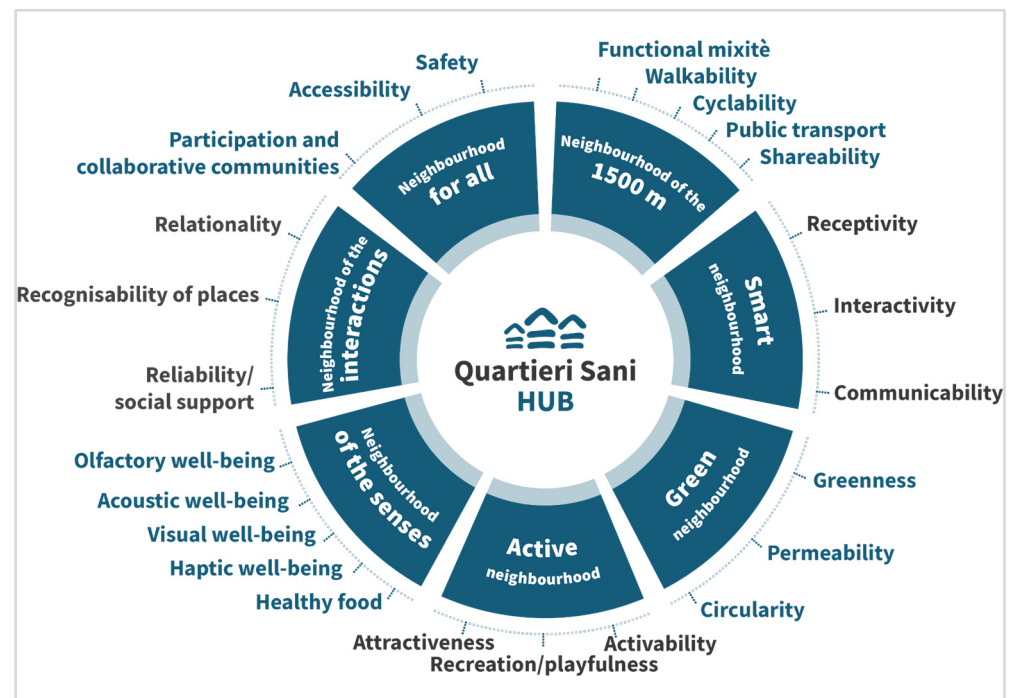 Safety
Accessibility
Participation and
collaborative communities
Neighbourhood
for all
Functional mixitè
Walkability
Cyclability
Public transport
Shareability
Neighbourhood of the
1500 m
Receptivity
Interactivity
Communicability
Smart
neighbourhood
Greenness
Permeability
Circularity
Green
neighbourhood
Activability
Recreation/playfulness
Attractiveness
Active
neighbourhood
Olfactory well-being
Acoustic well-being
Visual well-being
Haptic well-being
Healthy food
Neighbourhood
of the senses
Relationality
Recognisability of places
Reliability/
social support
Neighbourhood of the
interactions
Quartieri Sani
HUB